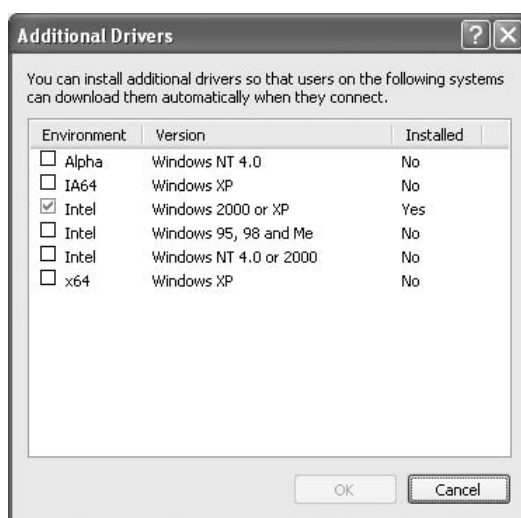 Additional Drivers
You can install additional drivers so that users on the following systems
can download them automatically when they connect.
Environment Version Installed
Alpha Windows NT 4.0 No
IA64 Windows XP No
Intel Windows 2000 or XP Yes
Intel Windows 95, 98 and Me No
Intel Windows NT 4.0 or 2000 No
x64 Windows XP No
OK Cancel